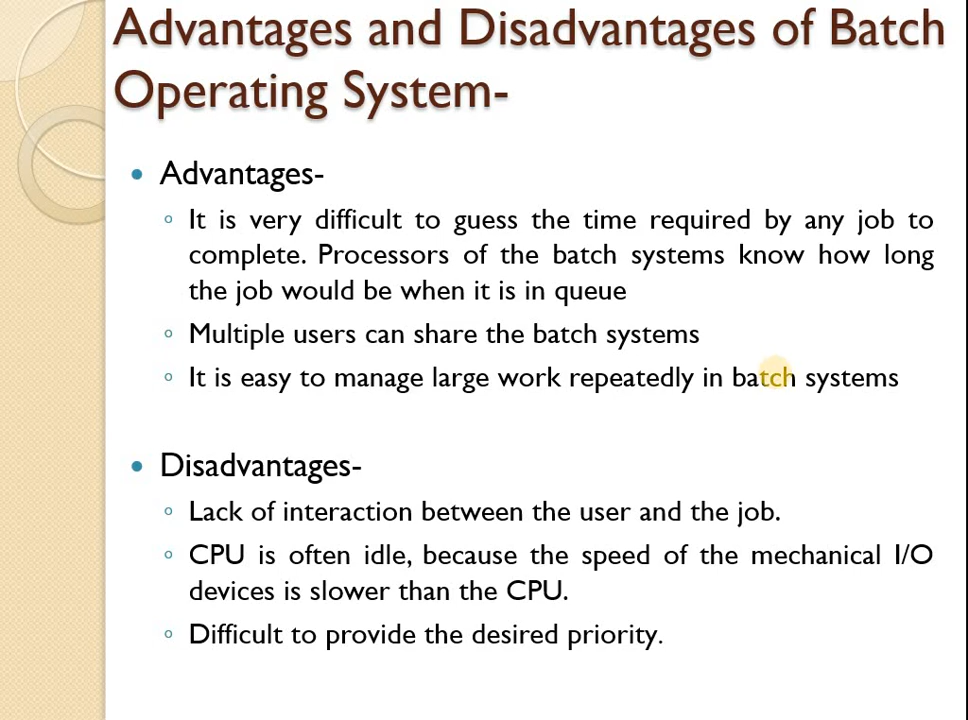 Advantages and Disadvantages of Batch
Operating System-
Advantages-
It is very difficult to guess the time required by any job to
complete. Processors of the batch systems know how long
the job would be when it is in queue
Multiple users can share the batch systems
It is easy to manage large work repeatedly in batch systems
Disadvantages-
Lack of interaction between the user and the job.
CPU is often idle, because the speed of the mechanical I/O
devices is slower than the CPU.
Difficult to provide the desired priority.